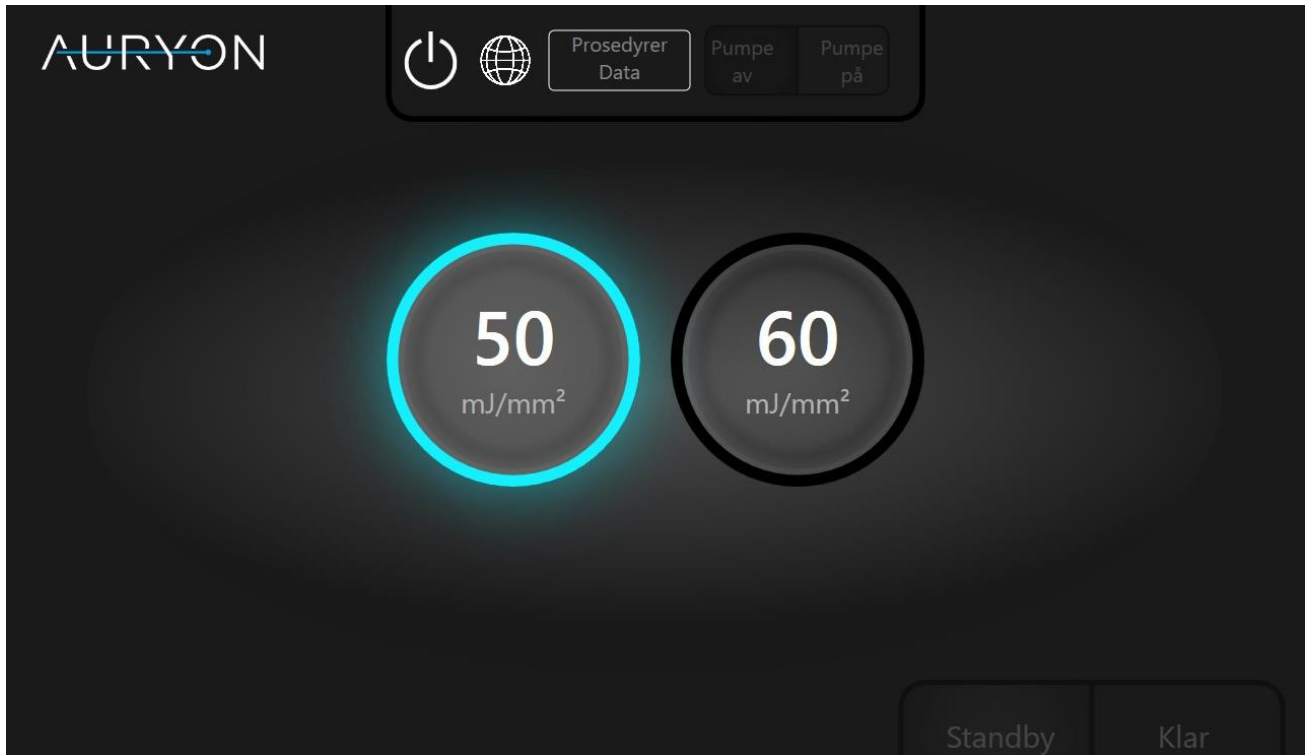 AURYON
Prosedyrer
Data
Pumpe
av
Pumpe
på
50
mJ/mm²
60
mJ/mm²
Standby
Klar